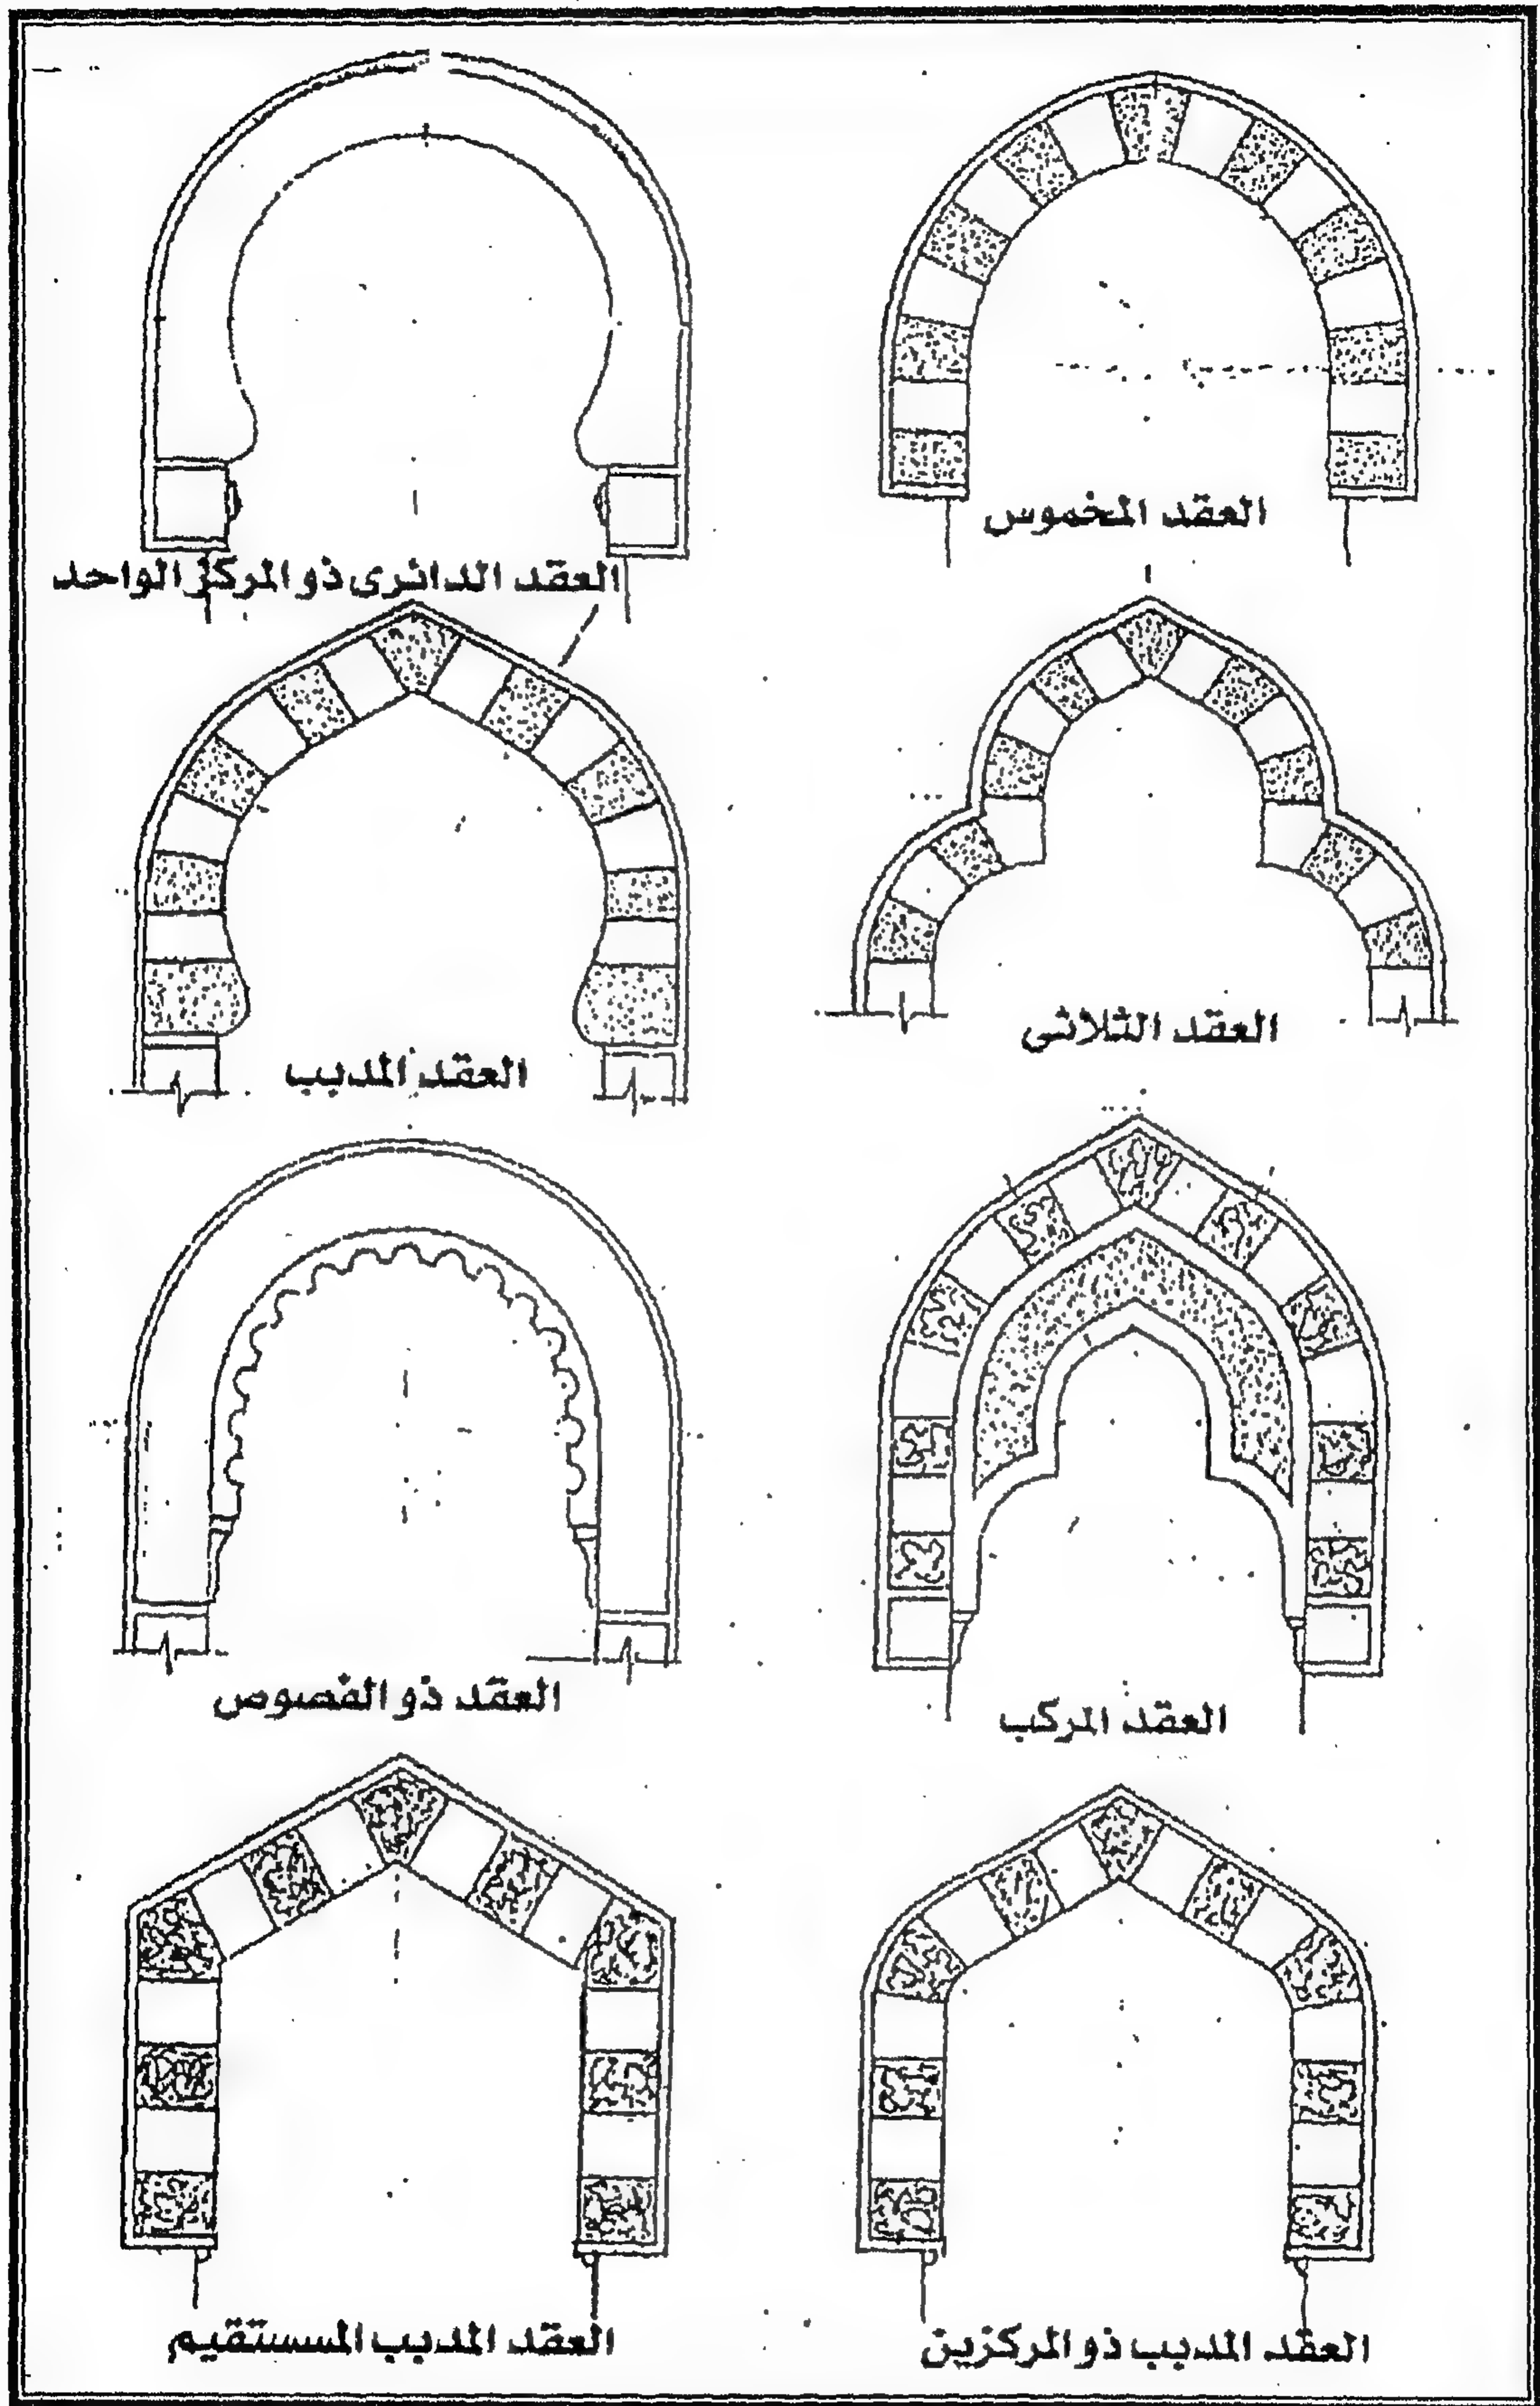 العقد المخموس
العقد الدائرى ذو المركز الواحد
العقد الثلاثى
العقد المدبب
العقد المركب
العقد ذو الفصوص
العقد المدبب ذو المركزين
العقد المدبب المسستقيم